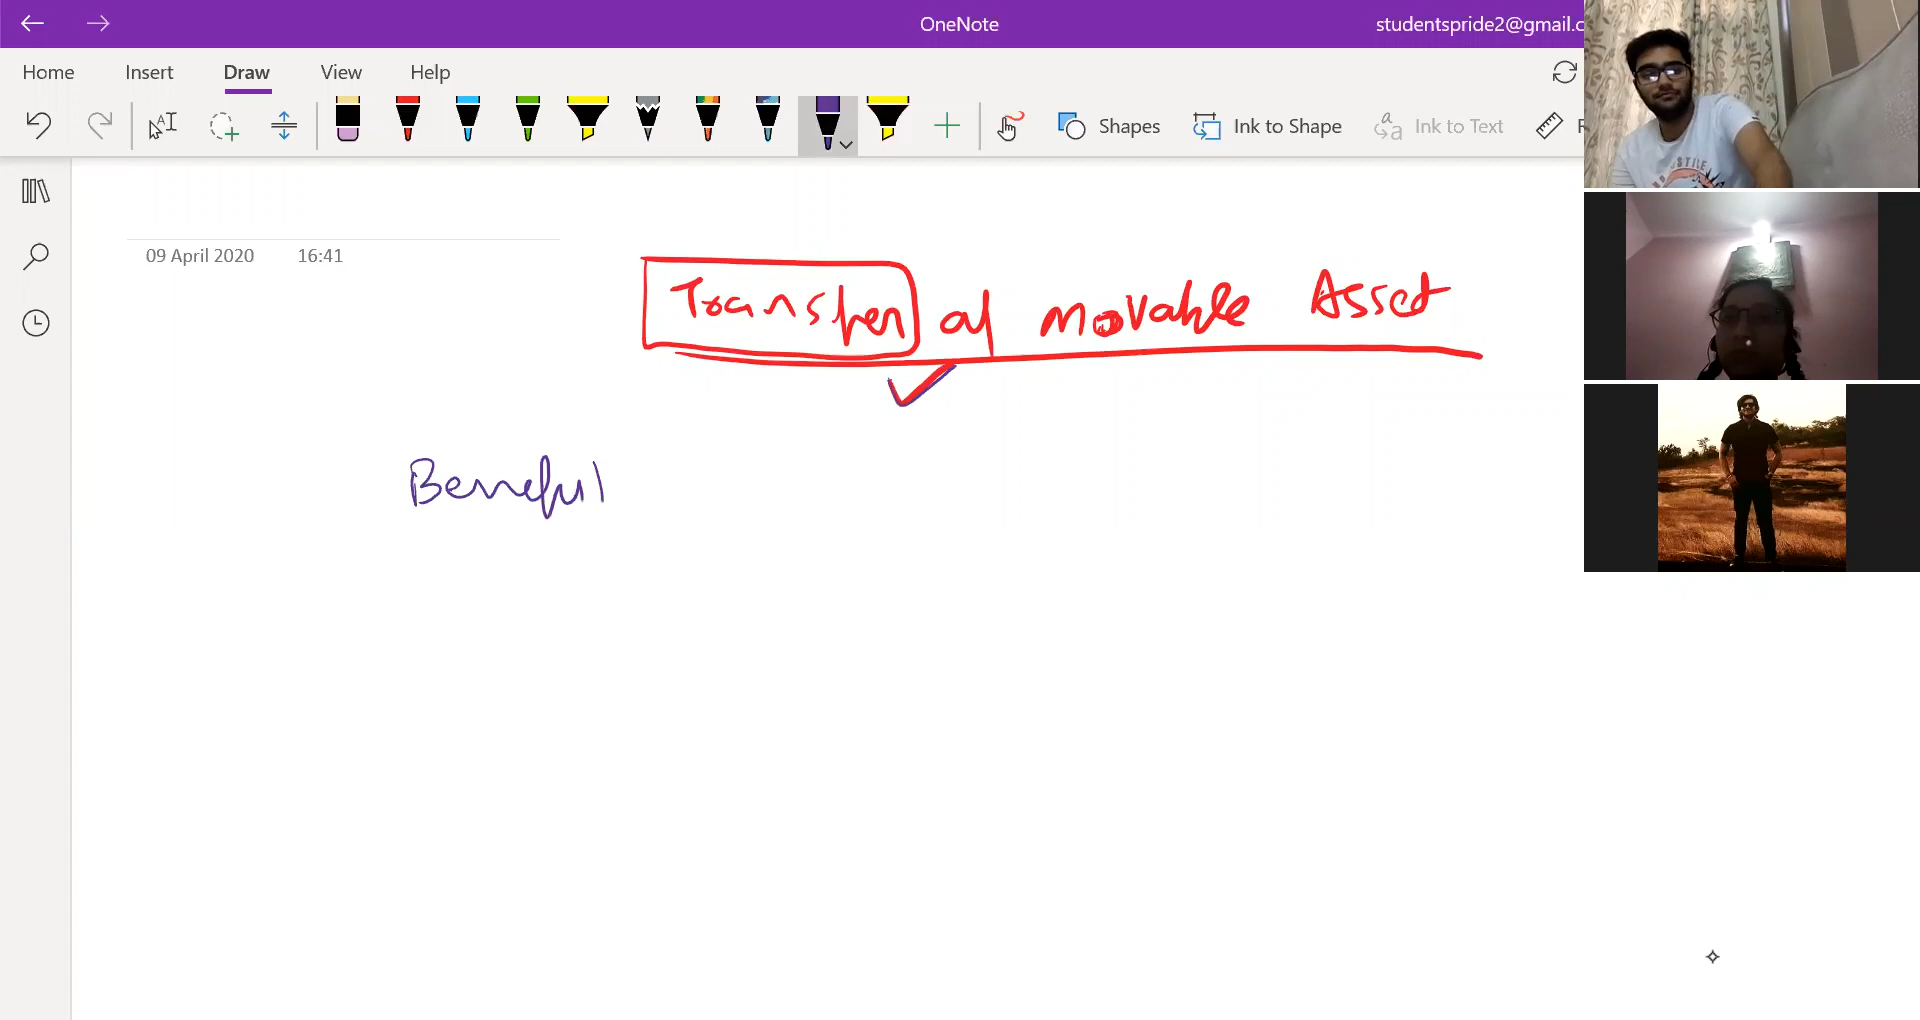 OneNote
studentspride2@gmail.c
Home Insert Draw View Help
Shapes Ink to Shape Ink to Text R
09 April 2020 16:41
Transfer of movable Asset
Beneful